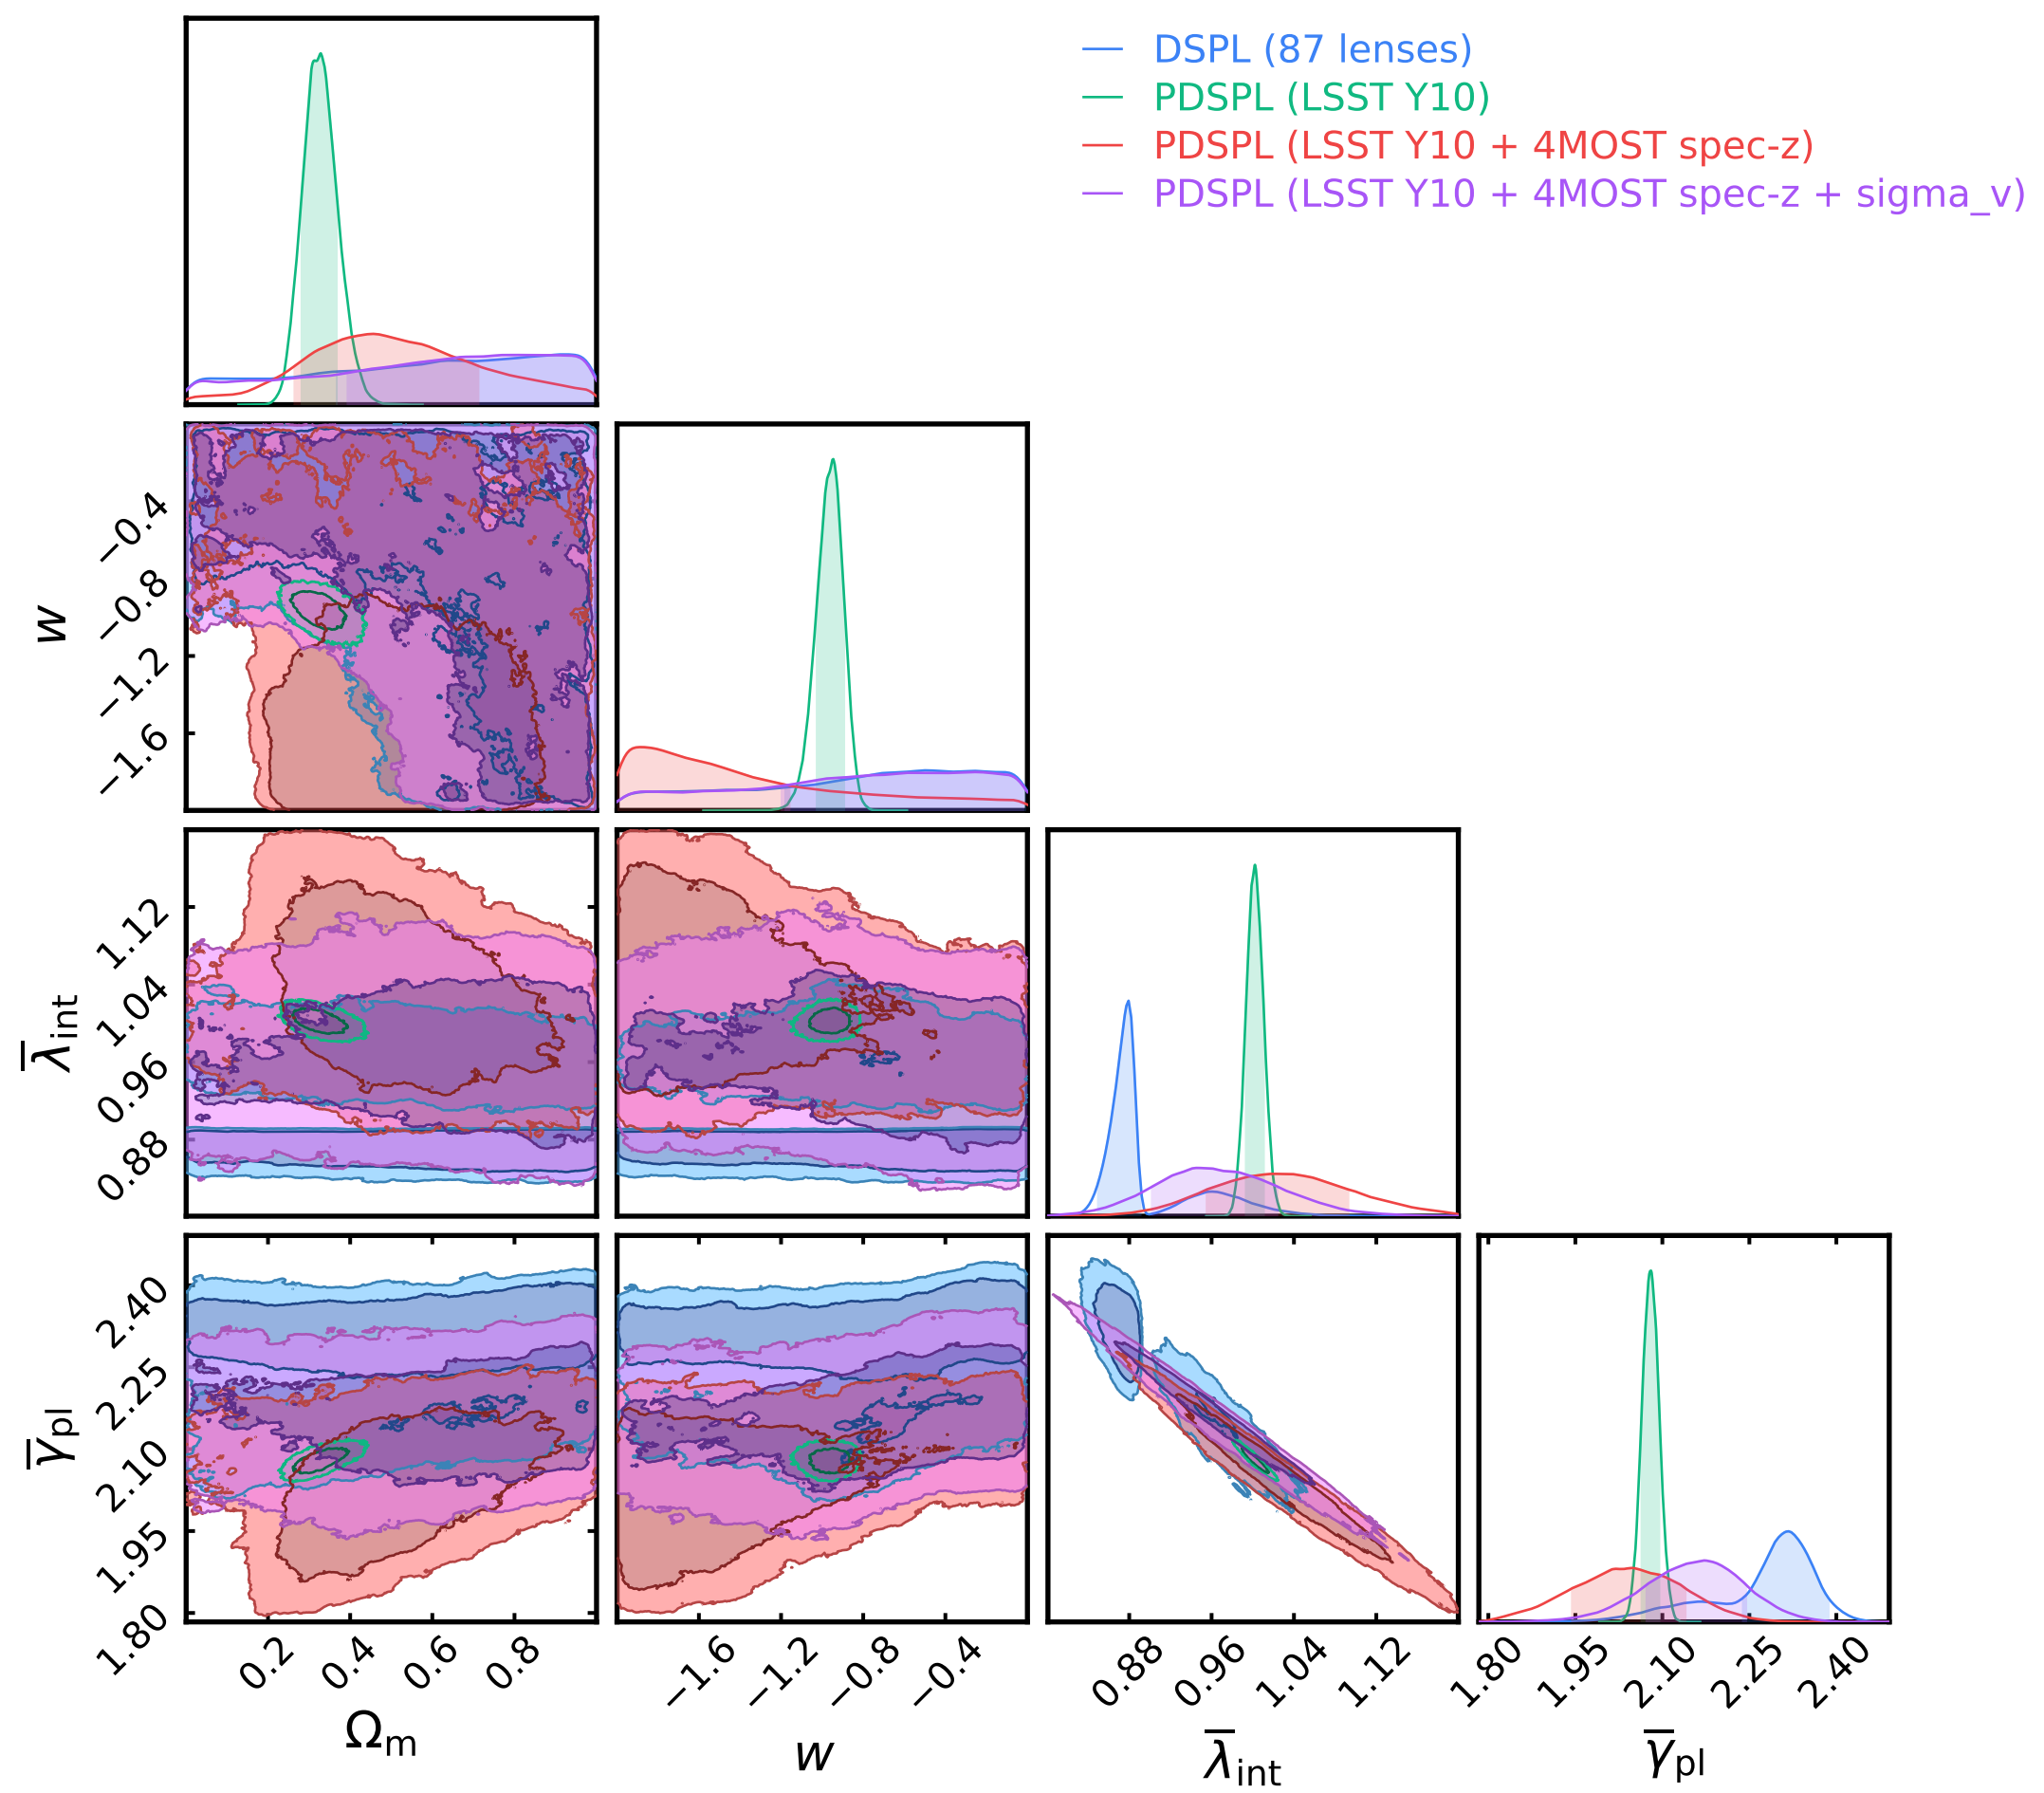 DSPL (87 lenses)
PDSPL (LSST Y10)
PDSPL (LSST Y10 + 4MOST spec-z)
PDSPL (LSST Y10 + 4MOST spec-z + sigma_v)
w
−0.4
−0.8
−1.2
−1.6
λ̅int
1.12
1.04
0.96
0.88
γ̅pl
2.40
2.25
2.10
1.95
1.80
0.2 0.4 0.6 0.8
−1.6 −1.2 −0.8 −0.4
0.88 0.96 1.04 1.12
1.80 1.95 2.10 2.25 2.40
Ωm
w
λ̅int
γ̅pl